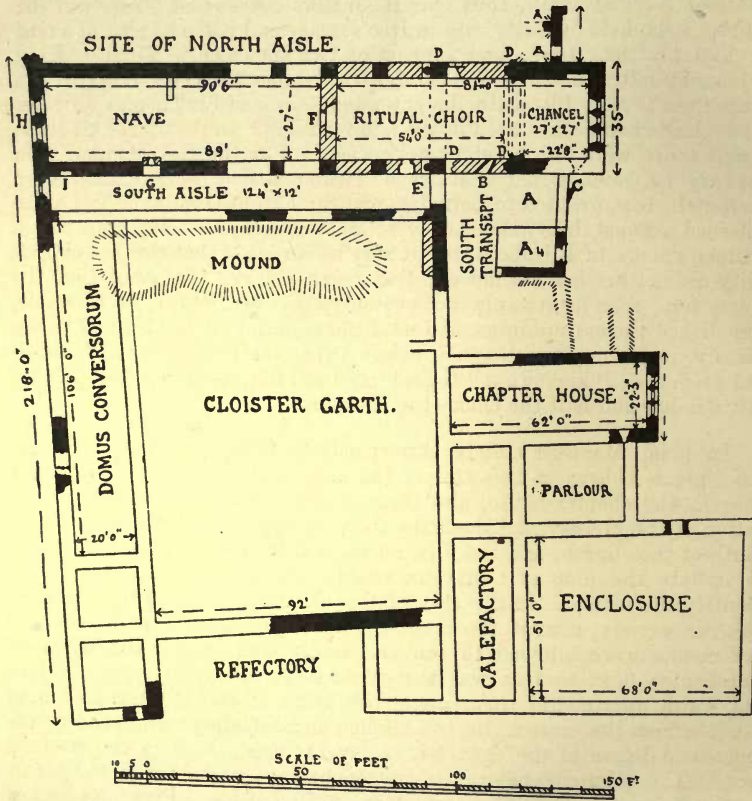 SITE OF NORTH AISLE.
A
A
90'6"
D
D
81'-0"
H
NAVE
27'
F
RITUAL CHOIR
CHANCEL
27'×27'
35'
54'0"
22'8"
89'
D
D
I
G
E
B
C
SOUTH AISLE 124'×12'
SOUTH TRANSEPT
A
A4
MOUND
218-0"
106'0"
DOMUS CONVERSORUM
CLOISTER GARTH.
CHAPTER HOUSE
22'3"
62'0"
PARLOUR
20'0"
CALEFACTORY
51'0"
ENCLOSURE
92'
REFECTORY
68'0"
SCALE OF FEET
10 5 0 50 100 150 FT